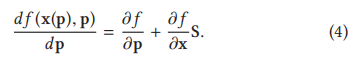 df(x(p), p)/dp = ∂f/∂p + ∂f/∂x S. (4)